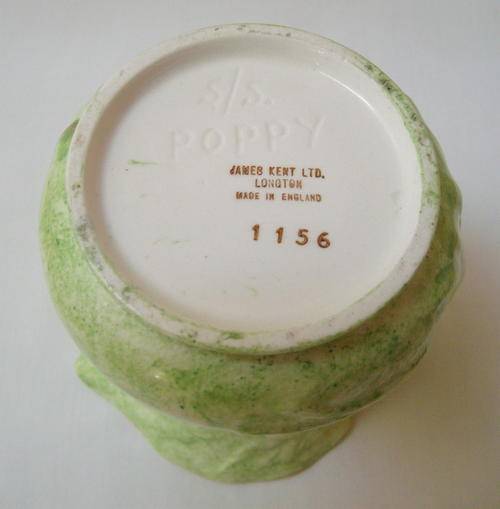 S/S.
POPPY
JAMES KENT LTD.
LONGTON
MADE IN ENGLAND
1156